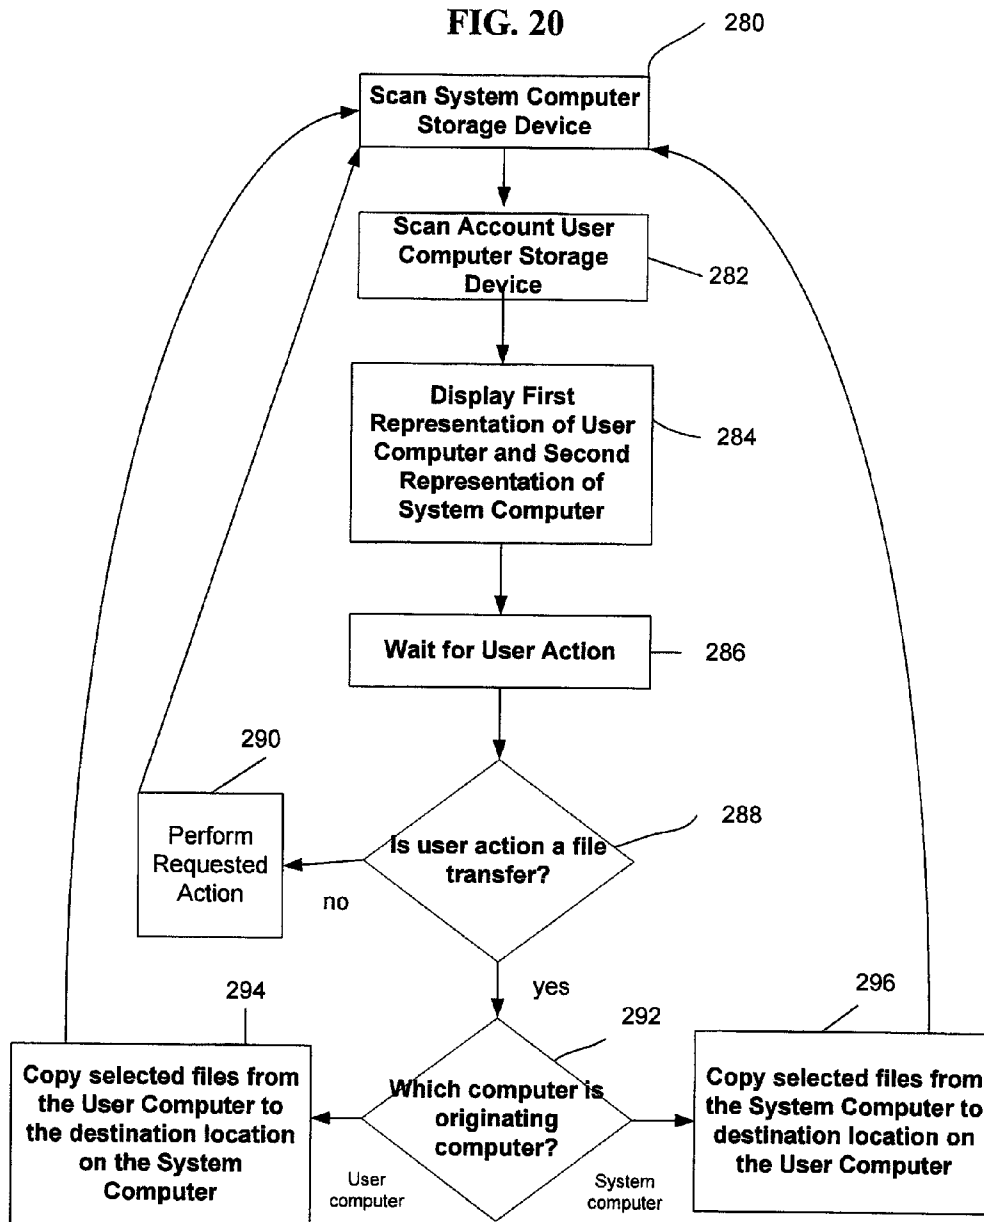 FIG. 20
280
Scan System Computer
Storage Device
Scan Account User
Computer Storage
Device
282
Display First
Representation of User
Computer and Second
Representation of
System Computer
284
Wait for User Action
286
290
288
Perform
Requested
Action
Is user action a file
transfer?
no
yes
294
292
296
Copy selected files from
the User Computer to
the destination location
on the System
Computer
Which computer is
originating
computer?
Copy selected files from
the System Computer to
destination location on
the User Computer
User
computer
System
computer